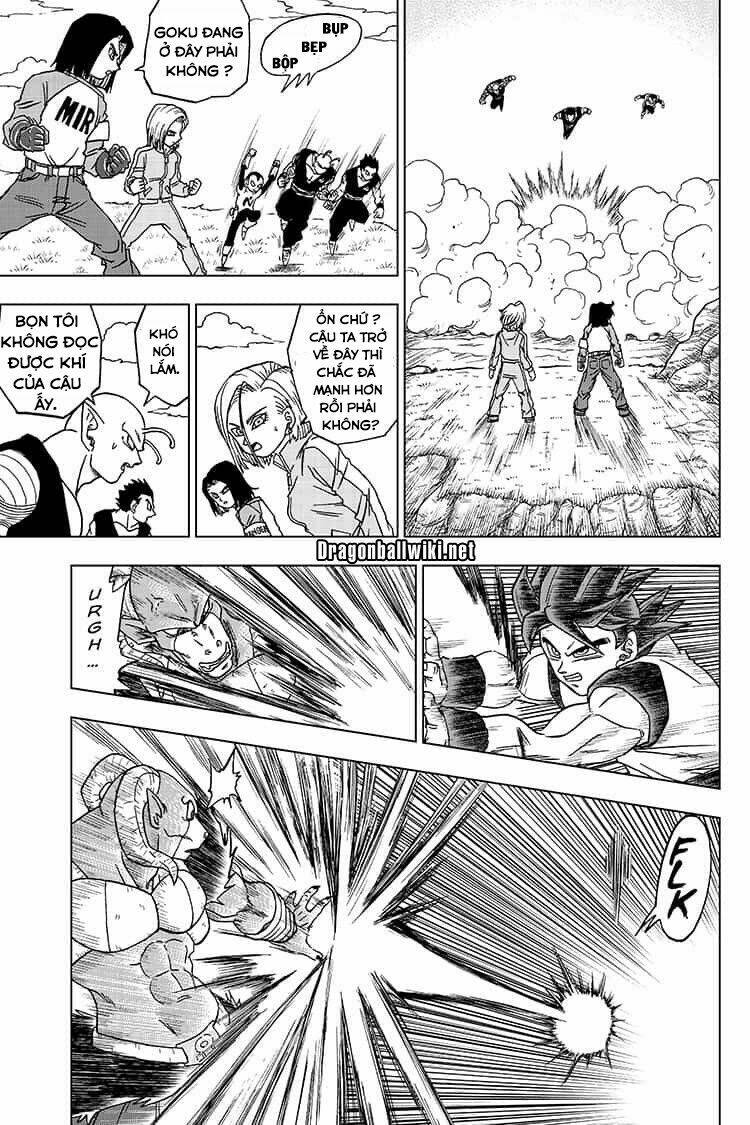 BỤP
BẸP
BỘP
GOKU ĐANG
Ở ĐÂY PHẢI
KHÔNG ?
MIR
ỔN CHỨ ?
CẬU TA TRỞ
VỀ ĐÂY THÌ
CHẮC ĐÃ
MẠNH HƠN
RỒI PHẢI
KHÔNG?
KHÓ
NÓI
LẮM.
BỌN TÔI
KHÔNG ĐỌC
ĐƯỢC KHÍ
CỦA CẬU
ẤY.
Dragonballwiki.net
URGH ...
FLK